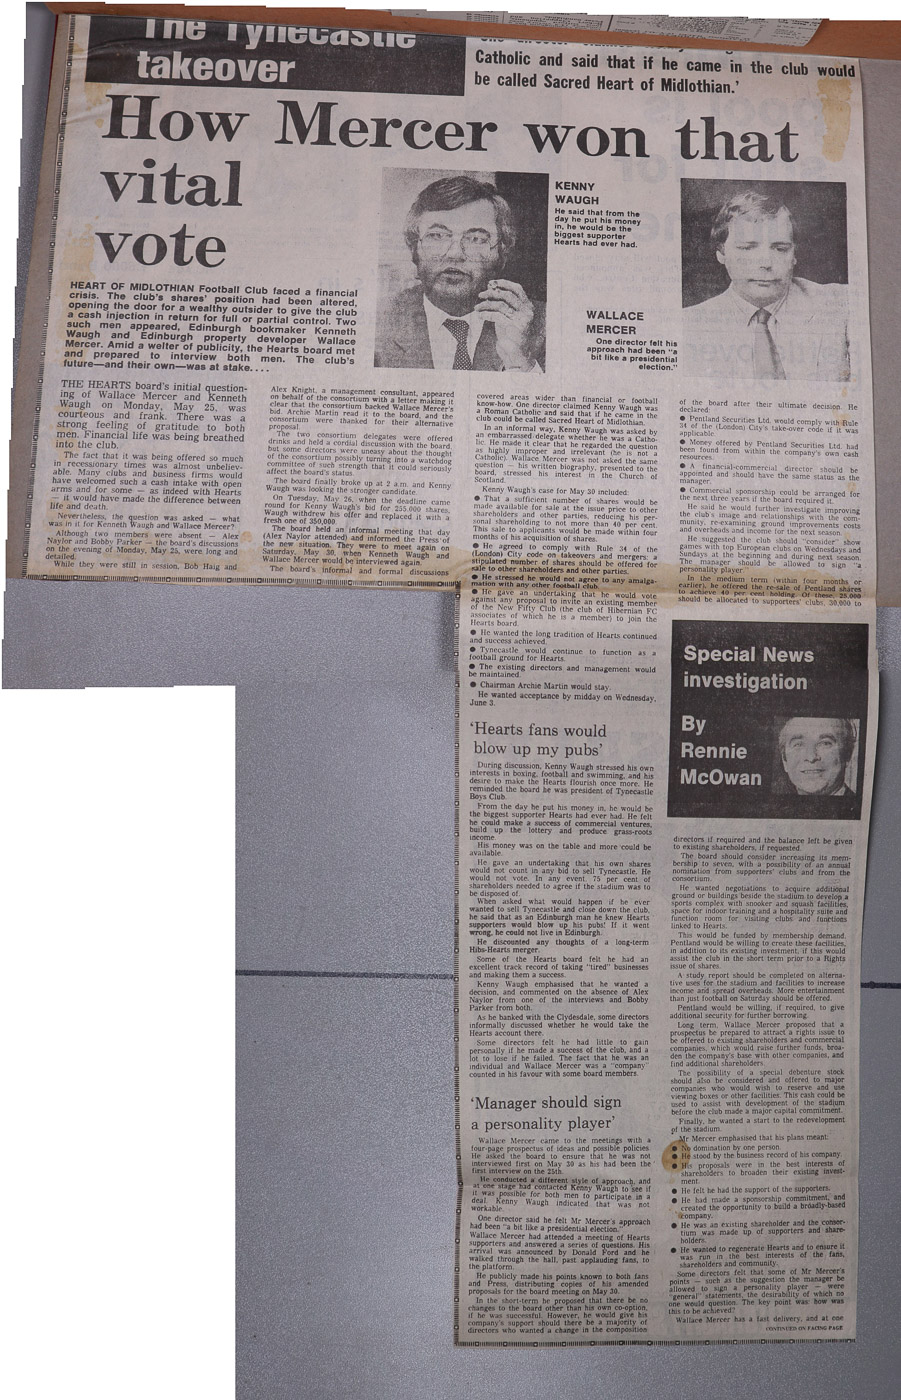 The Tynecastle
takeover
Catholic and said that if he came in the club would
be called Sacred Heart of Midlothian.'
How Mercer won that
vital
vote
KENNY
WAUGH
He said that from the
day he put his money
in, he would be the
biggest supporter
Hearts had ever had.
WALLACE
MERCER
One director felt his
approach had been "a
bit like a presidential
election."
HEART OF MIDLOTHIAN Football Club faced a financial
crisis. The club's shares' position had been altered,
opening the door for a wealthy outsider to give the club
a cash injection in return for full or partial control. Two
such men appeared, Edinburgh bookmaker Kenneth
Waugh and Edinburgh property developer Wallace
Mercer. Amid a welter of publicity, the Hearts board met
and prepared to interview both men. The club's
future—and their own—was at stake....
THE HEARTS board's initial question-
ing of Wallace Mercer and Kenneth
Waugh on Monday, May 25, was
courteous and frank. There was a
strong feeling of gratitude to both
men. Financial life was being breathed
into the club.
The fact that it was being offered so much
in recessionary times was almost unbeliev-
able. Many clubs and business firms would
have welcomed such a cash intake with open
arms and for some — as indeed with Hearts
— it would have made the difference between
life and death.
Nevertheless, the question was asked — what
was in it for Kenneth Waugh and Wallace Mercer?
Although two members were absent — Alex
Naylor and Bobby Parker — the board's discussions
on the evening of Monday, May 25, were long and
detailed.
While they were still in session, Bob Haig and
Alex Knight, a management consultant, appeared
on behalf of the consortium with a letter making it
clear that the consortium backed Wallace Mercer's
bid. Archie Martin read it to the board, and the
consortium were thanked for their alternative
proposal.
The two consortium delegates were offered
drinks and held a cordial discussion with the board,
but some directors were uneasy about the thought
of the consortium possibly turning into a watchdog
committee of such strength that it could seriously
affect the board's status.
The board finally broke up at 2 a.m. and Kenny
Waugh was looking the stronger candidate.
On Tuesday, May 26, when the deadline came
round for Kenny Waugh's bid for 255,000 shares,
Waugh withdrew his offer and replaced it with a
fresh one of 350,000.
The board held an informal meeting that day
(Alex Naylor attended) and informed the Press of
the new situation. They were to meet again on
Saturday, May 30, when Kenneth Waugh and
Wallace Mercer would be interviewed again.
The board's informal and formal discussions
covered areas wider than financial or football
know-how. One director claimed Kenny Waugh was
a Roman Catholic and said that if he came in the
club could be called Sacred Heart of Midlothian.
In an informal way, Kenny Waugh was asked by
an embarrassed delegate whether he was a Catho-
lic. He made it clear that he regarded the question
as highly improper and irrelevant (he is not a
Catholic). Wallace Mercer was not asked the same
question — his written biography, presented to the
board, stressed his interest in the Church of
Scotland.
Kenny Waugh's case for May 30 included:
● That a sufficient number of shares would be
made available for sale at the issue price to other
shareholders and other parties, reducing his per-
sonal shareholding to not more than 40 per cent.
This sale to applicants would be made within four
months of his acquisition of shares.
● He agreed to comply with Rule 34 of the
(London) City code on takeovers and mergers: a
stipulated number of shares should be offered for
sale to other shareholders and other parties.
● He stressed he would not agree to any amalga-
mation with any other football club.
● He gave an undertaking that he would vote
against any proposal to invite an existing member
of the New Fifty Club (the club of Hibernian FC
associates of which he is a member) to join the
Hearts board.
● He wanted the long tradition of Hearts continued
and success achieved.
● Tynecastle would continue to function as a
football ground for Hearts.
● The existing directors and management would
be maintained.
● Chairman Archie Martin would stay.
He wanted acceptance by midday on Wednesday,
June 3.
'Hearts fans would
blow up my pubs'
During discussion, Kenny Waugh stressed his own
interests in boxing, football and swimming, and his
desire to make the Hearts flourish once more. He
reminded the board he was president of Tynecastle
Boys Club.
From the day he put his money in, he would be
the biggest supporter Hearts had ever had. He felt
he could make a success of commercial ventures,
build up the lottery and produce grass-roots
income.
His money was on the table and more could be
available.
He gave an undertaking that his own shares
would not count in any bid to sell Tynecastle. He
would not vote. In any event 75 per cent of
shareholders needed to agree if the stadium was to
be disposed of.
When asked what would happen if he ever
wanted to sell Tynecastle and close down the club,
he said that as an Edinburgh man he knew Hearts
supporters would blow up his pubs! If it went
wrong, he could not live in Edinburgh.
He discounted any thoughts of a long-term
Hibs-Hearts merger.
Some of the Hearts board felt he had an
excellent track record of taking "tired" businesses
and making them a success.
Kenny Waugh emphasised that he wanted a
decision, and commented on the absence of Alex
Naylor from one of the interviews and Bobby
Parker from both.
As he banked with the Clydesdale, some directors
informally discussed whether he would take the
Hearts account there.
Some directors felt he had little to gain
personally if he made a success of the club, and a
lot to lose if he failed. The fact that he was an
individual and Wallace Mercer was a "company"
counted in his favour with some board members.
'Manager should sign
a personality player'
Wallace Mercer came to the meetings with a
four-page prospectus of ideas and possible policies.
He asked the board to ensure that he was not
interviewed first on May 30 as his had been the
first interview on the 25th.
He conducted a different style of approach, and
at one stage had contacted Kenny Waugh to see if
it was possible for both men to participate in a
deal. Kenny Waugh indicated that was not
workable.
One director said he felt Mr Mercer's approach
had been "a bit like a presidential election."
Wallace Mercer had attended a meeting of Hearts
supporters and answered a series of questions. His
arrival was announced by Donald Ford and he
walked through the hall, past applauding fans, to
the platform.
He publicly made his points known to both fans
and Press, distributing copies of his amended
proposals for the board meeting on May 30.
In the short-term he proposed that there be no
changes to the board other than his own co-option,
if he was successful. However, he would give his
company's support should there be a majority of
directors who wanted a change in the composition
of the board after their ultimate decision. He
declared:
● Pentland Securities Ltd. would comply with Rule
34 of the (London) City's take-over code if it was
applicable.
● Money offered by Pentland Securities Ltd. had
been found from within the company's own cash
resources.
● A financial-commercial director should be
appointed and should have the same status as the
manager.
● Commercial sponsorship could be arranged for
the next three years if the board required it.
He said he would further investigate improving
the club's image and relationships with the com-
munity, re-examining ground improvements costs
and overheads and income for the next season.
He suggested the club should "consider" show
games with top European clubs on Wednesdays and
Sundays at the beginning and during next season.
The manager should be allowed to sign "a
personality player."
In the medium term (within four months or
earlier), he offered the re-sale of Pentland shares
to achieve 40 per cent holding. Of these 20,000
should be allocated to supporters' clubs, 30,000 to
Special News
investigation
By
Rennie
McOwan
directors if required and the balance left be given
to existing shareholders, if requested.
The board should consider increasing its mem-
bership to seven, with a possibility of an annual
nomination from supporters' clubs and from the
consortium.
He wanted negotiations to acquire additional
ground or buildings beside the stadium to develop a
sports complex with snooker and squash facilities,
space for indoor training and a hospitality suite and
function room for visiting clubs and functions
linked to Hearts.
This would be funded by membership demand.
Pentland would be willing to create these facilities,
in addition to its existing investment, if this would
assist the club in the short term prior to a Rights
issue of shares.
A study report should be completed on alterna-
tive uses for the stadium and facilities to increase
income and spread overheads. More entertainment
than just football on Saturday should be offered.
Pentland would be willing, if required, to give
additional security for further borrowing.
Long term, Wallace Mercer proposed that a
prospectus be prepared to attract a rights issue to
be offered to existing shareholders and commercial
companies, which would raise further funds, broa-
den the company's base with other companies, and
find additional shareholders.
The possibility of a special debenture stock
should also be considered and offered to major
companies who would wish to reserve and use
viewing boxes or other facilities. This cash could be
used to assist with development of the stadium
before the club made a major capital commitment.
Finally, he wanted to start a redevelopment
of the stadium.
Mr Mercer emphasised that his plans meant:
● No domination by one person.
● He stood by the business record of his company.
● His proposals were in the best interests of
shareholders to broaden their existing invest-
ment.
● He felt he had the support of the supporters.
● He had made a sponsorship commitment, and
created the opportunity to build a broadly-based
company.
● He was an existing shareholder and the consor-
tium was made up of supporters and share-
holders.
● He wanted to regenerate Hearts and to ensure it
was run in the best interests of the fans,
shareholders and community.
Some directors felt that some of Mr Mercer's
points — such as the suggestion the manager be
allowed to sign a personality player — were
"general" statements, the desirability of which no
one would question. The key point was: how was
this to be achieved?
Wallace Mercer has a fast delivery, and at one
CONTINUED ON FACING PAGE